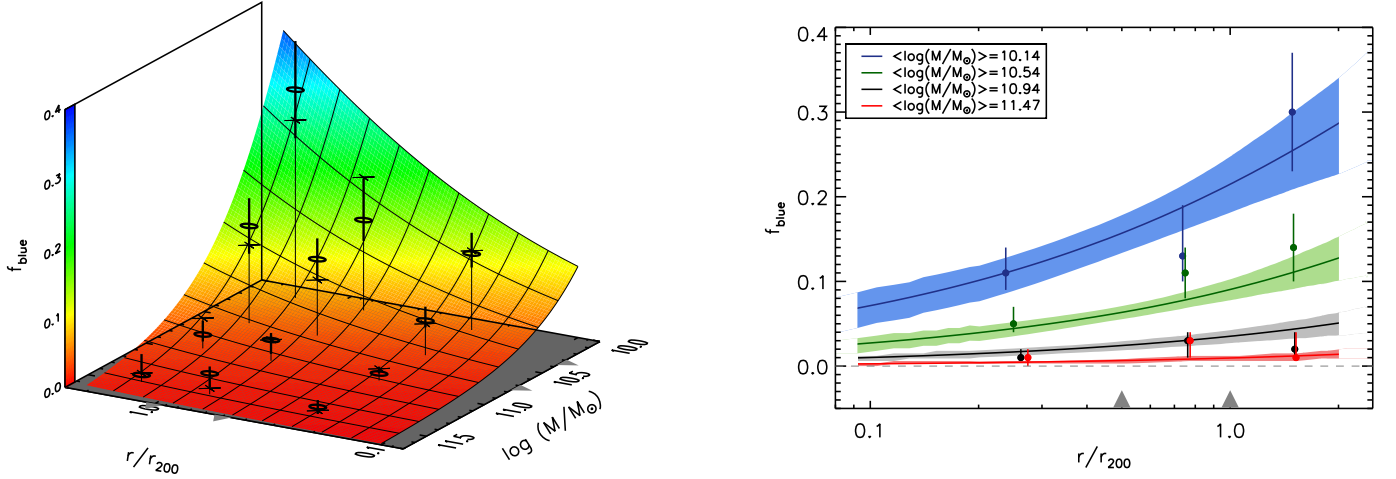 0.4
0.3
0.2
0.1
0.0
f_blue
1.0
0.1
r/r_200
11.5
11.0
10.5
10.0
log (M/M_⊙)
0.4
0.3
0.2
0.1
0.0
f_blue
<log(M/M_⊙)>=10.14
<log(M/M_⊙)>=10.54
<log(M/M_⊙)>=10.94
<log(M/M_⊙)>=11.47
0.1
1.0
r/r_200